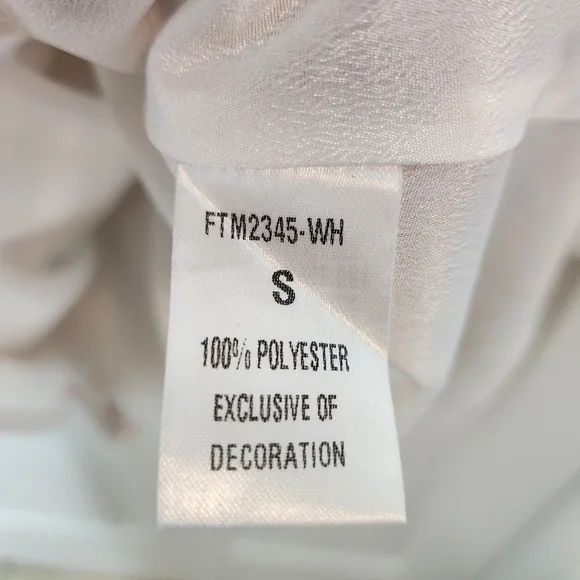 FTM2345-WH
S
100% POLYESTER
EXCLUSIVE OF
DECORATION